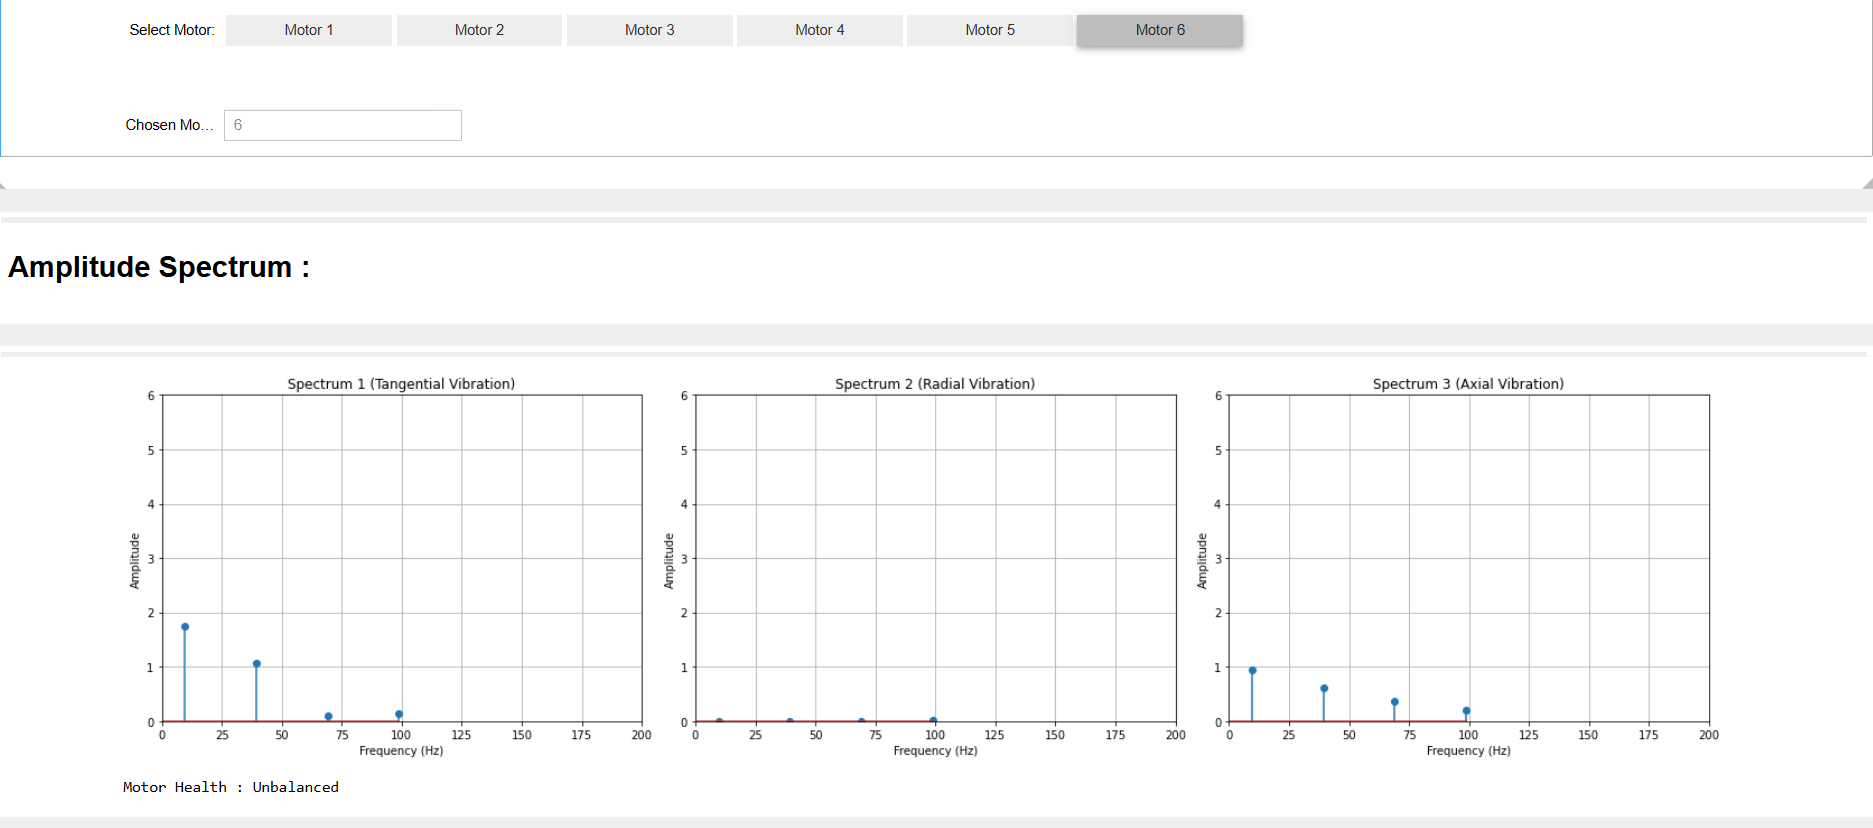 Select Motor: Motor 1 Motor 2 Motor 3 Motor 4 Motor 5 Motor 6
Chosen Mo... 6
Amplitude Spectrum :
Spectrum 1 (Tangential Vibration)
6
5
4
3
2
1
0
Amplitude
0 25 50 75 100 125 150 175 200
Frequency (Hz)
Spectrum 2 (Radial Vibration)
6
5
4
3
2
1
0
Amplitude
0 25 50 75 100 125 150 175 200
Frequency (Hz)
Spectrum 3 (Axial Vibration)
6
5
4
3
2
1
0
Amplitude
0 25 50 75 100 125 150 175 200
Frequency (Hz)
Motor Health : Unbalanced